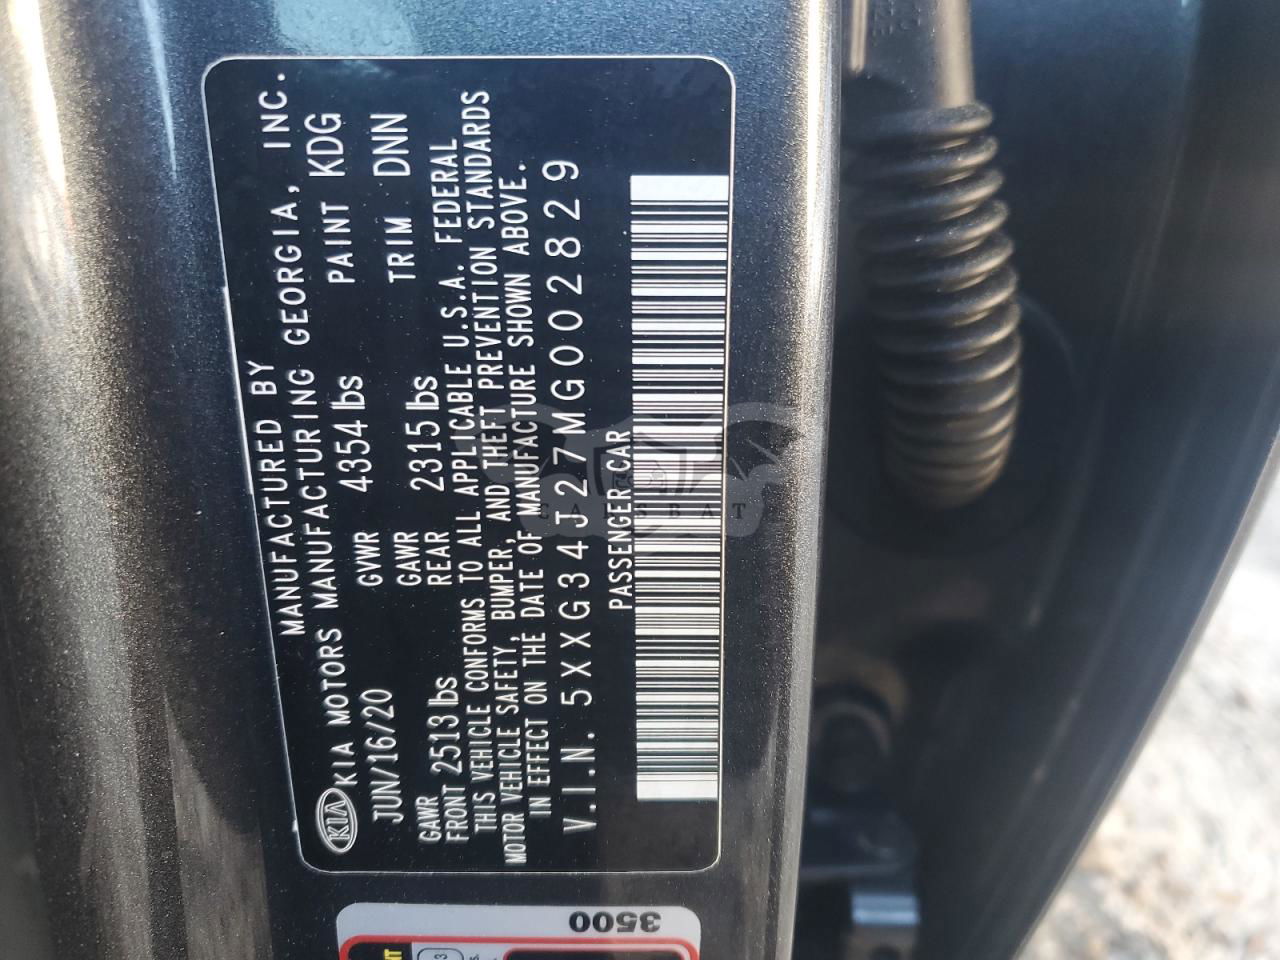 MANUFACTURED BY
KIA KIA MOTORS MANUFACTURING GEORGIA, INC.
JUN/16/20 GVWR 4354 lbs PAINT KDG
GAWR FRONT 2513 lbs GAWR REAR 2315 lbs TRIM DNN
THIS VEHICLE CONFORMS TO ALL APPLICABLE U.S.A. FEDERAL
MOTOR VEHICLE SAFETY, BUMPER, AND THEFT PREVENTION STANDARDS
IN EFFECT ON THE DATE OF MANUFACTURE SHOWN ABOVE.
V.I.N. 5XXG34J27MG002829
PASSENGER CAR
CARSBAT
3500
3